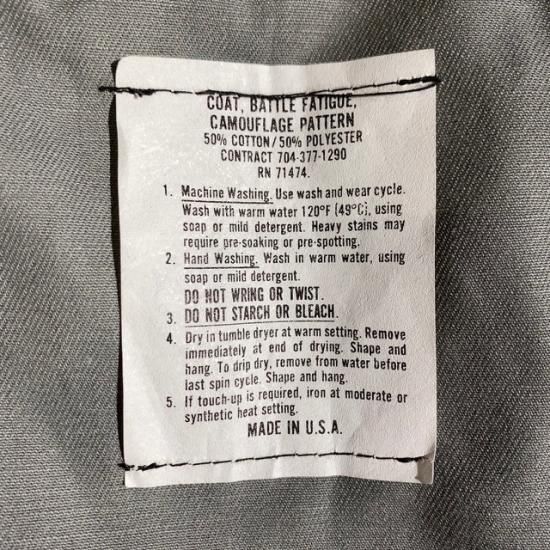 COAT, BATTLE FATIGUE,
CAMOUFLAGE PATTERN
50% COTTON/50% POLYESTER
CONTRACT 704-377-1290
RN 71474.
1. Machine Washing. Use wash and wear cycle.
Wash with warm water 120°F (49°C), using
soap or mild detergent. Heavy stains may
require pre-soaking or pre-spotting.
2. Hand Washing. Wash in warm water, using
soap or mild detergent.
DO NOT WRING OR TWIST.
3. DO NOT STARCH OR BLEACH.
4. Dry in tumble dryer at warm setting. Remove
immediately at end of drying. Shape and
hang. To drip dry, remove from water before
last spin cycle. Shape and hang.
5. If touch-up is required, iron at moderate or
synthetic heat setting.
MADE IN U.S.A.